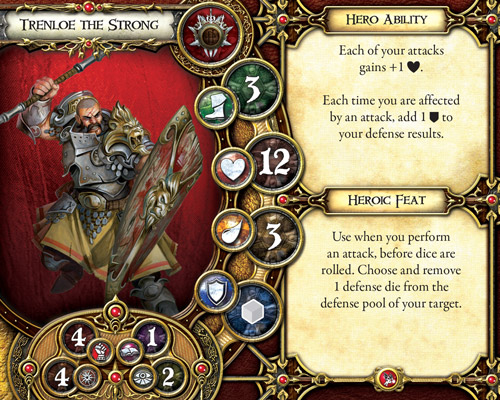 Trenloe the Strong
3
12
3
4 1
4 2
Hero Ability
Each of your attacks
gains +1 .
Each time you are affected
by an attack, add 1 to
your defense results.
Heroic Feat
Use when you perform
an attack, before dice are
rolled. Choose and remove
1 defense die from the
defense pool of your target.